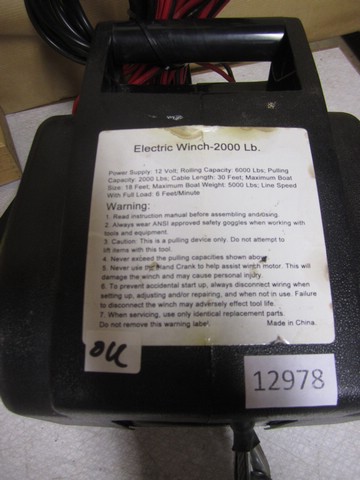 Electric Winch-2000 Lb.
Power Supply: 12 Volt; Rolling Capacity: 6000 Lbs; Pulling
Capacity: 2000 Lbs; Cable Length: 30 Feet; Maximum Boat
Size: 18 Feet; Maximum Boat Weight: 5000 Lbs; Line Speed
With Full Load: 6 Feet/Minute
Warning:
1. Read instruction manual before assembling and/using.
2. Always wear ANSI approved safety goggles when working with
tools and equipment.
3. Caution: This is a pulling device only. Do not attempt to
lift items with this tool.
4. Never exceed the pulling capacities shown above.
5. Never use the Hand Crank to help assist winch motor. This will
damage the winch and may cause personal injury.
6. To prevent accidental start up, always disconnect wiring when
setting up, adjusting and/or repairing, and when not in use. Failure
to disconnect the winch may adversely effect tool life.
7. When servicing, use only identical replacement parts.
Do not remove this warning label. Made in China.
OK
12978